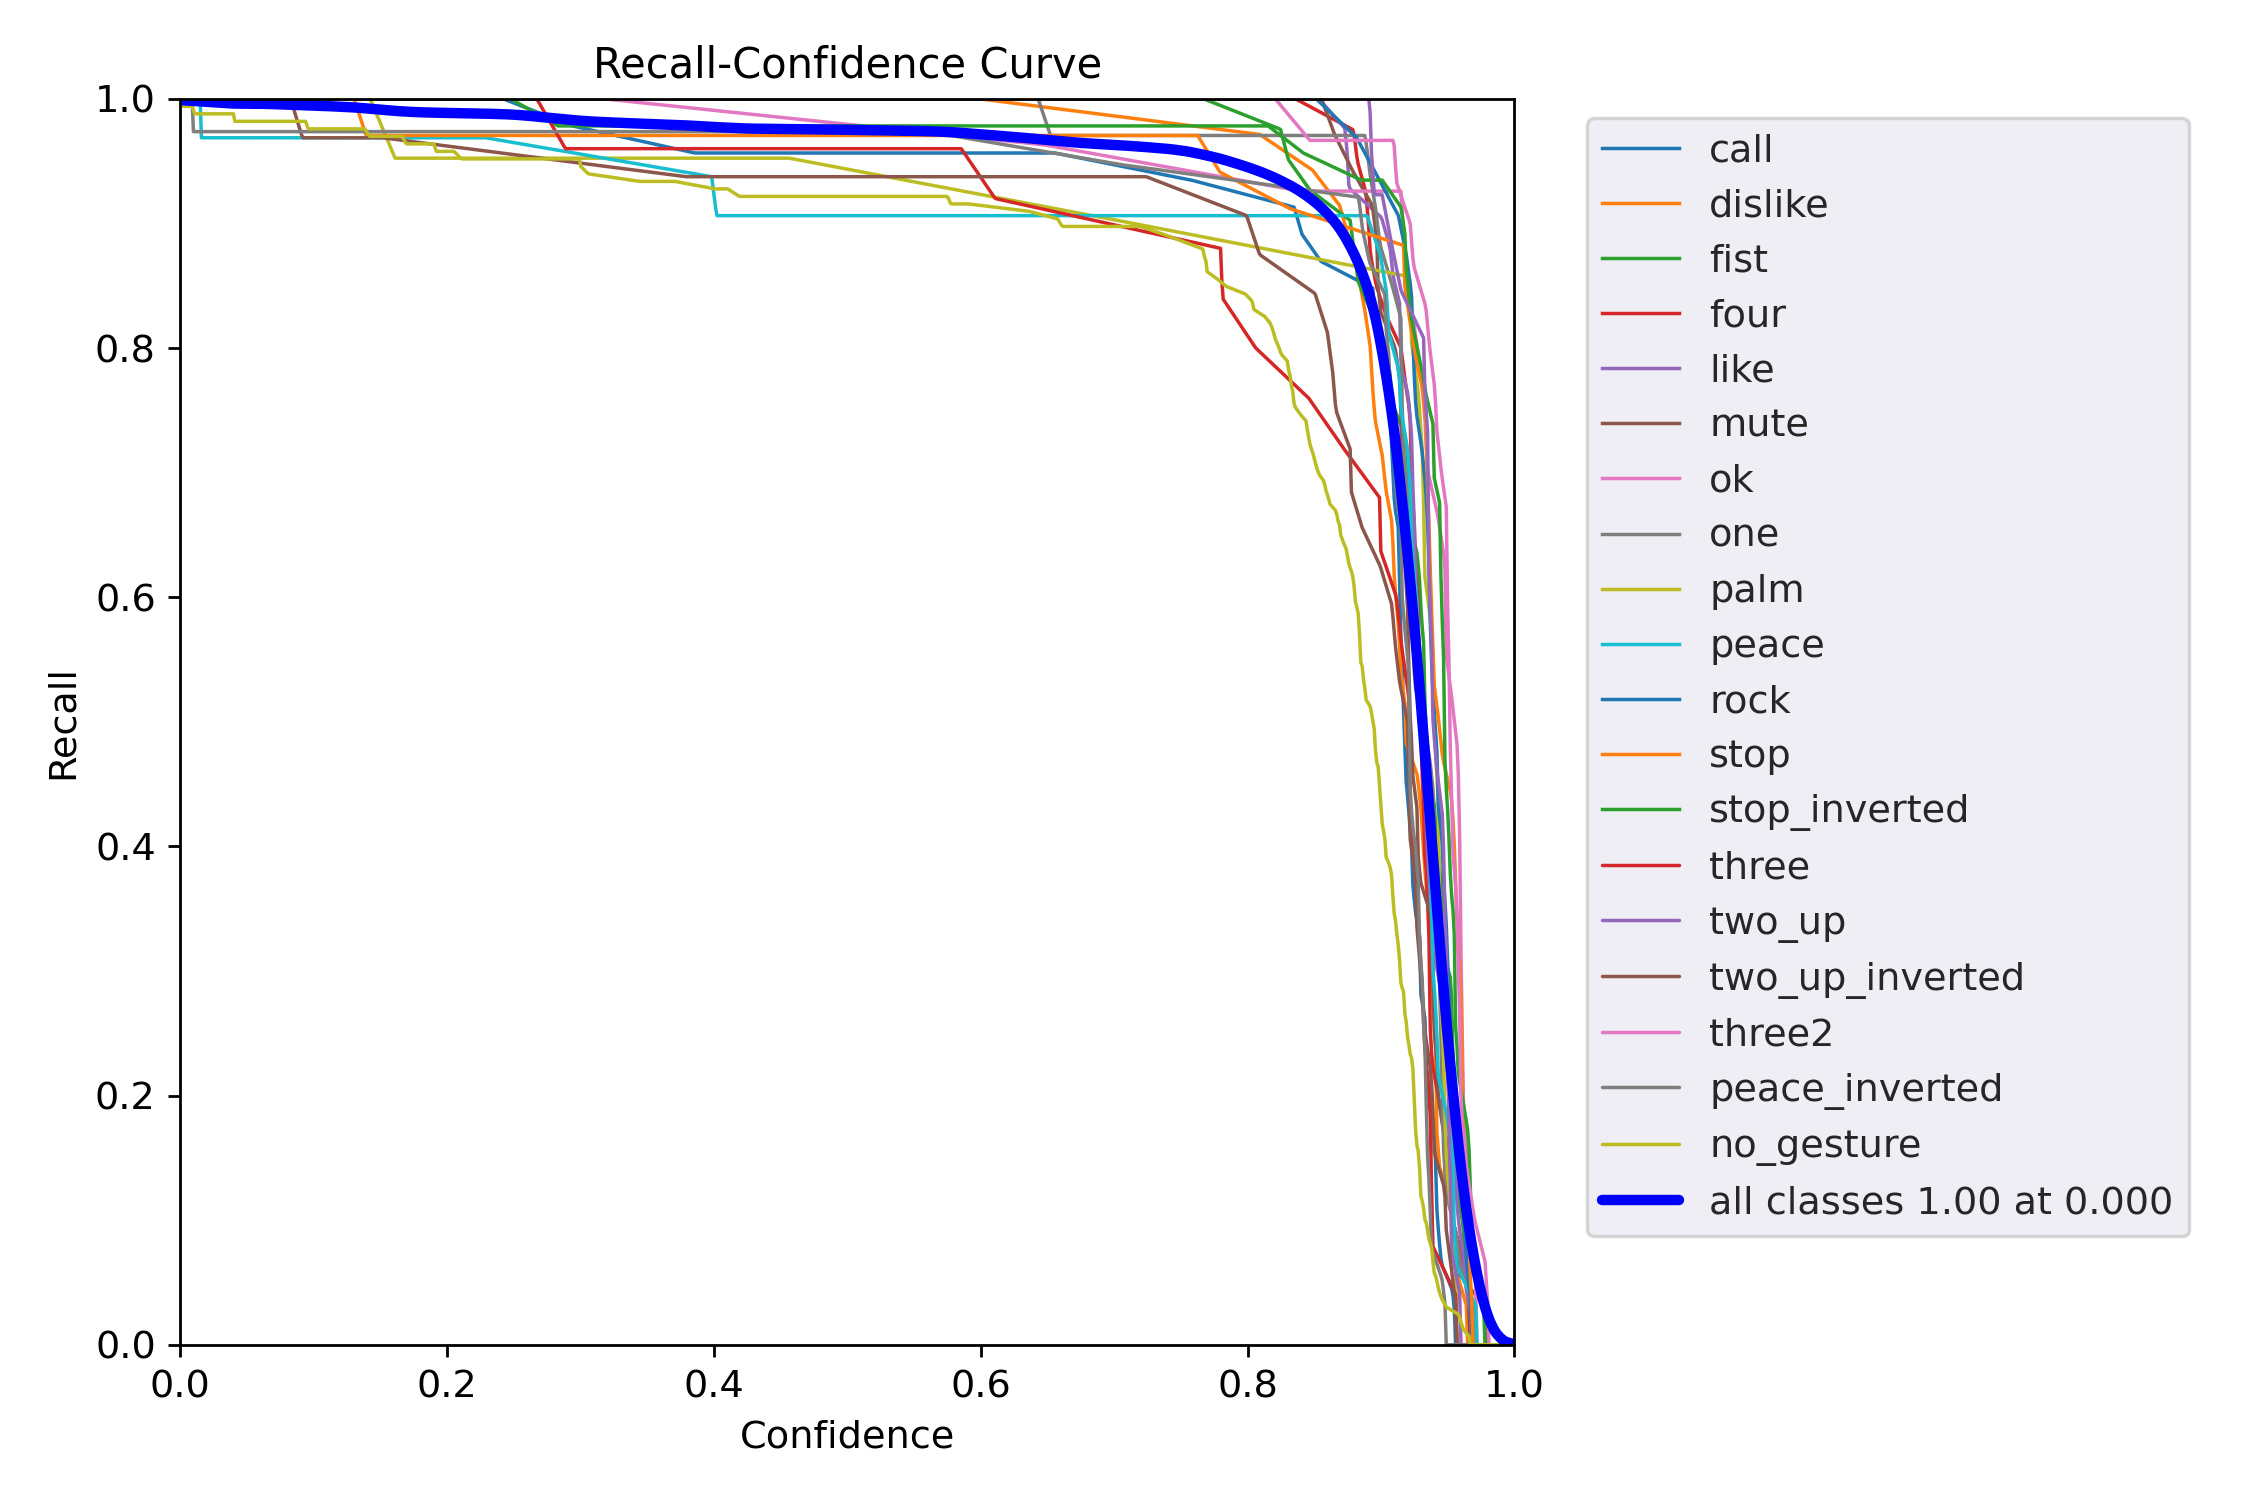 Recall-Confidence Curve
1.0
0.8
0.6
0.4
0.2
0.0
Recall
0.0 0.2 0.4 0.6 0.8 1.0
Confidence
call
dislike
fist
four
like
mute
ok
one
palm
peace
rock
stop
stop_inverted
three
two_up
two_up_inverted
three2
peace_inverted
no_gesture
all classes 1.00 at 0.000